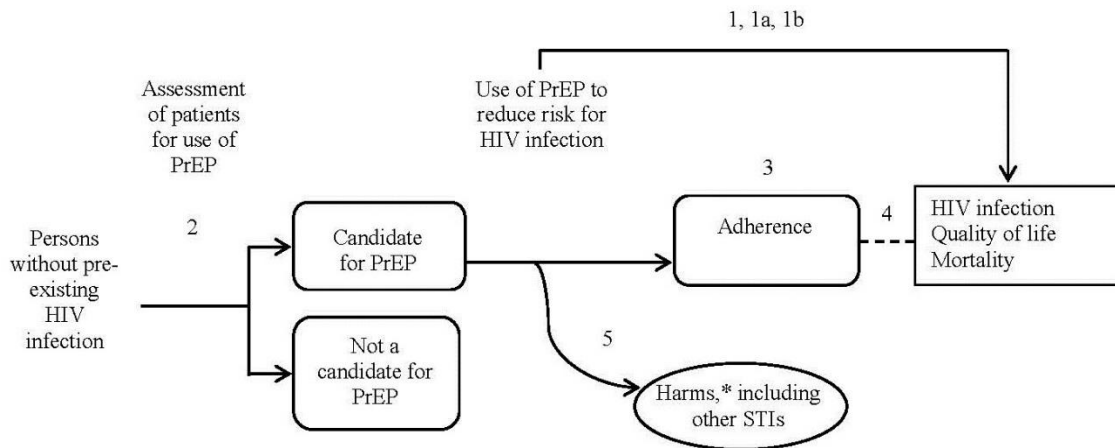 1, 1a, 1b
Assessment
of patients
for use of
PrEP
Use of PrEP to
reduce risk for
HIV infection
2
3
4
Persons
without pre-
existing
HIV
infection
Candidate
for PrEP
Adherence
HIV infection
Quality of life
Mortality
Not a
candidate for
PrEP
5
Harms,* including
other STIs